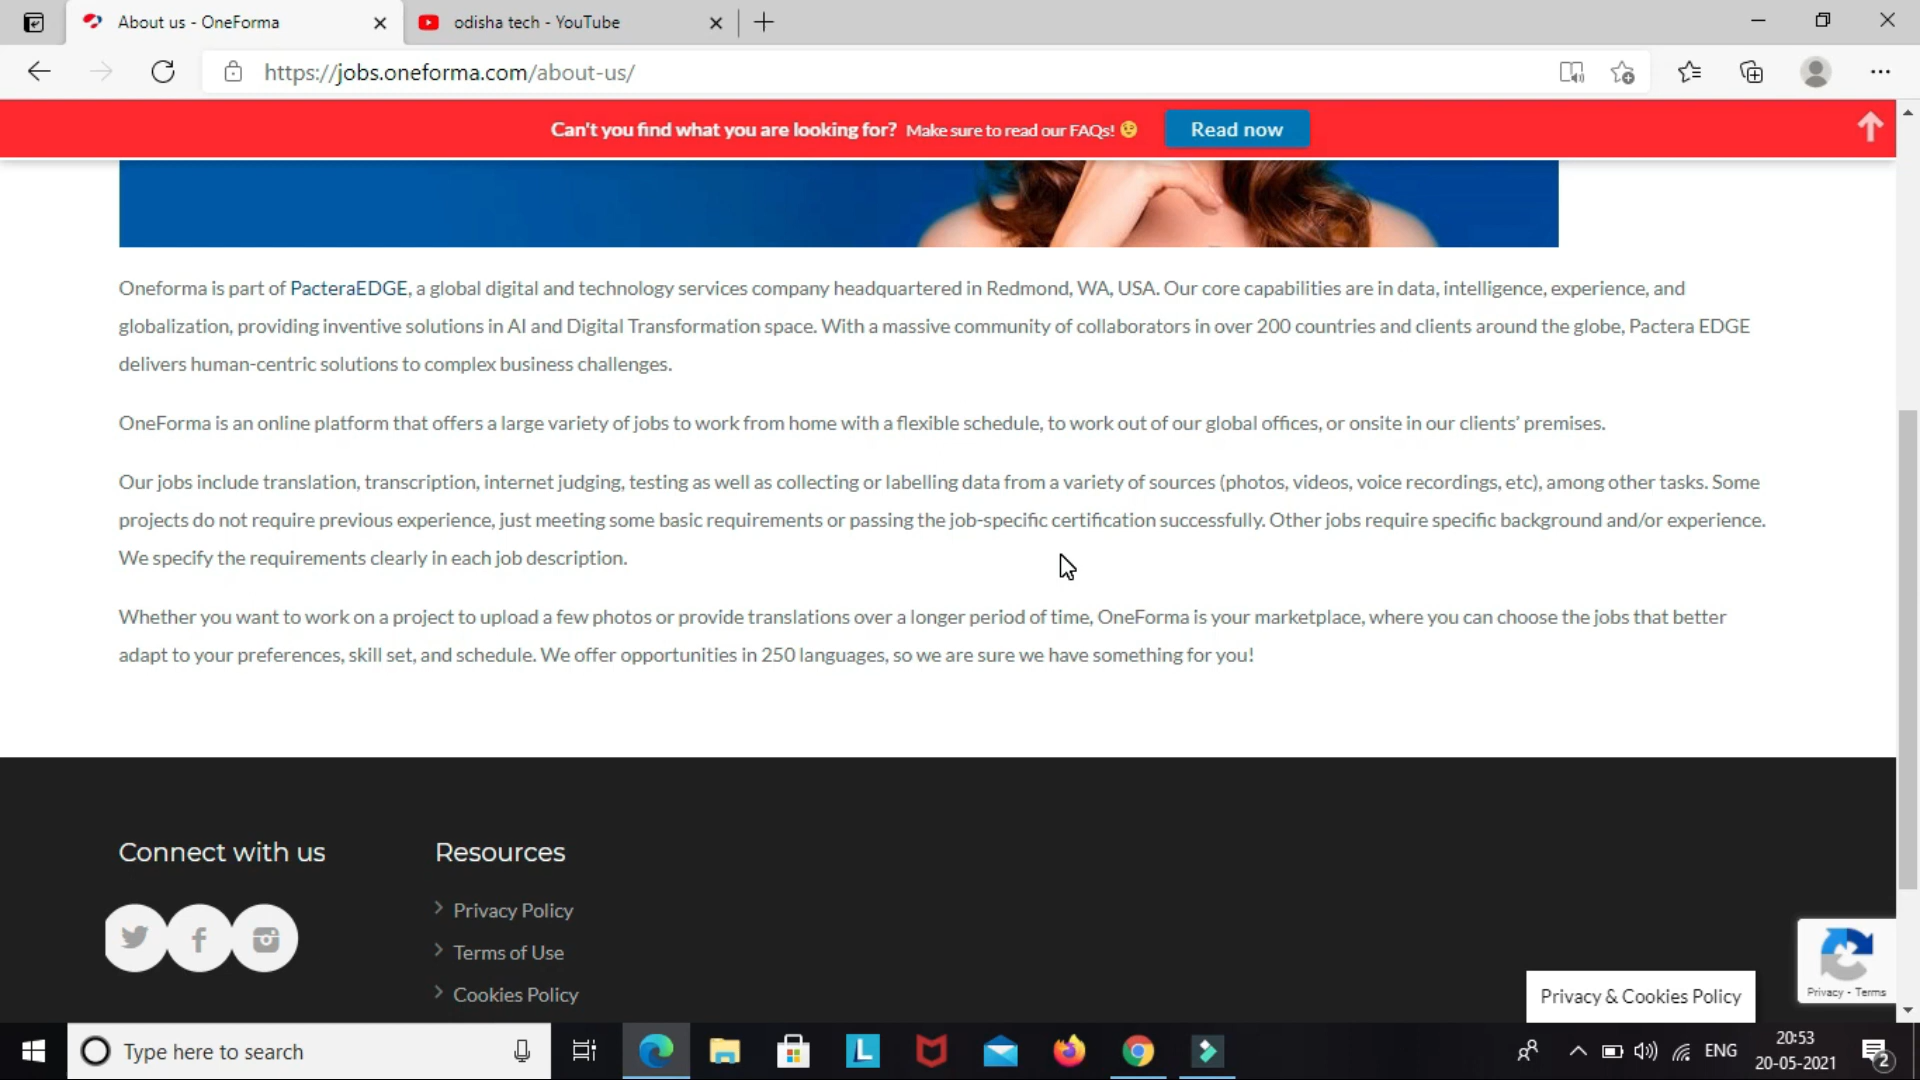 About us - OneForma
odisha tech - YouTube
https://jobs.oneforma.com/about-us/
Can't you find what you are looking for? Make sure to read our FAQs! 😉 Read now
Oneforma is part of PacteraEDGE, a global digital and technology services company headquartered in Redmond, WA, USA. Our core capabilities are in data, intelligence, experience, and
globalization, providing inventive solutions in AI and Digital Transformation space. With a massive community of collaborators in over 200 countries and clients around the globe, Pactera EDGE
delivers human-centric solutions to complex business challenges.
OneForma is an online platform that offers a large variety of jobs to work from home with a flexible schedule, to work out of our global offices, or onsite in our clients’ premises.
Our jobs include translation, transcription, internet judging, testing as well as collecting or labelling data from a variety of sources (photos, videos, voice recordings, etc), among other tasks. Some
projects do not require previous experience, just meeting some basic requirements or passing the job-specific certification successfully. Other jobs require specific background and/or experience.
We specify the requirements clearly in each job description.
Whether you want to work on a project to upload a few photos or provide translations over a longer period of time, OneForma is your marketplace, where you can choose the jobs that better
adapt to your preferences, skill set, and schedule. We offer opportunities in 250 languages, so we are sure we have something for you!
Connect with us
Resources
Privacy Policy
Terms of Use
Cookies Policy
Privacy - Terms
Privacy & Cookies Policy
Type here to search
L
ENG
20:53
20-05-2021
2